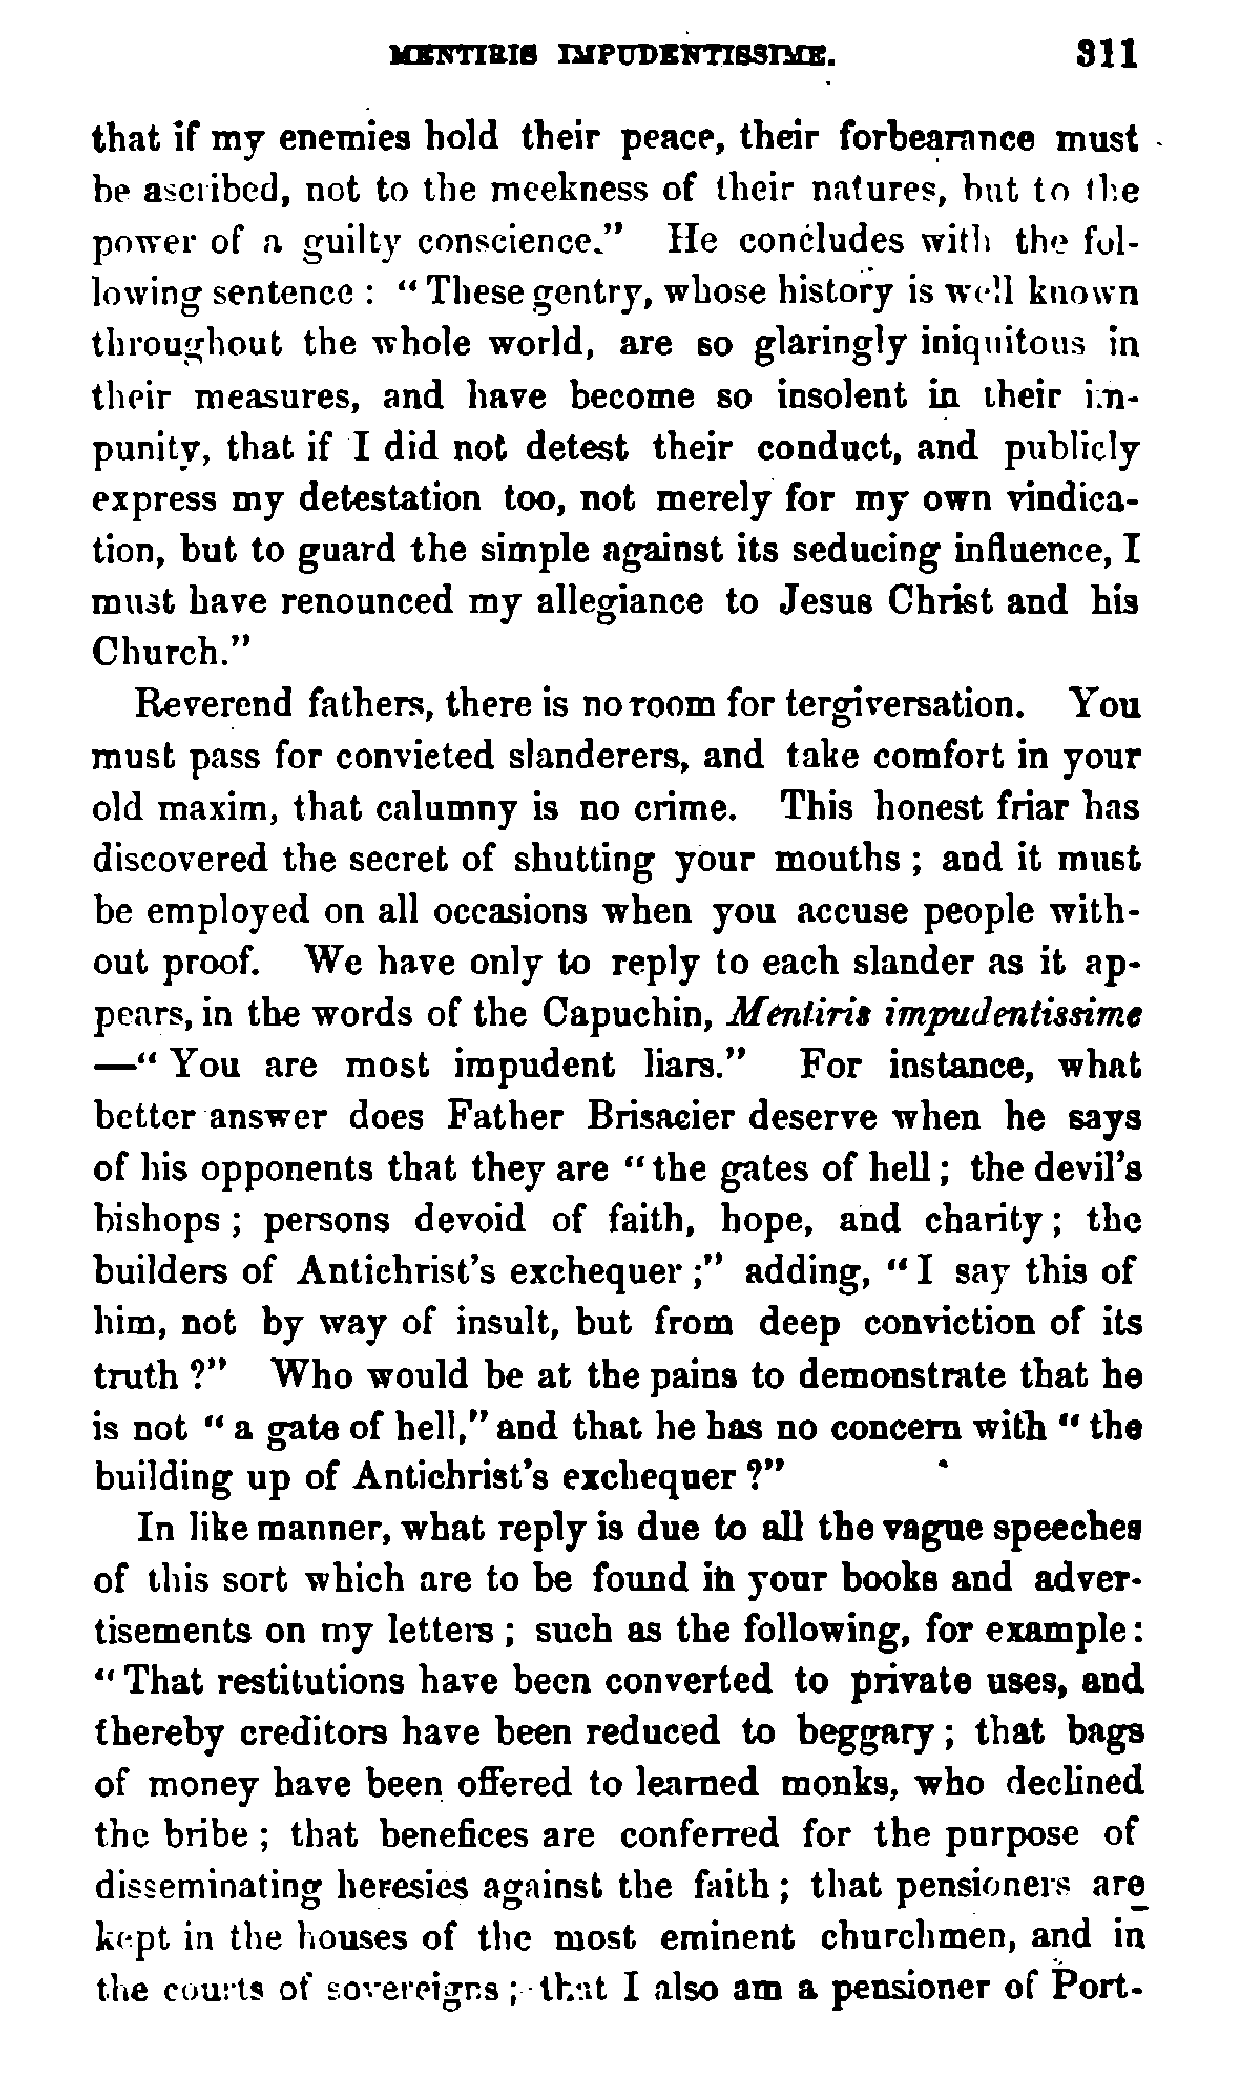 MENTIRIS IMPUDENTISSIME. 311
that if my enemies hold their peace, their forbearance must
be ascribed, not to the meekness of their natures, but to the
power of a guilty conscience." He concludes with the fol-
lowing sentence : " These gentry, whose history is well known
throughout the whole world, are so glaringly iniquitous in
their measures, and have become so insolent in their im-
punity, that if I did not detest their conduct, and publicly
express my detestation too, not merely for my own vindica-
tion, but to guard the simple against its seducing influence, I
must have renounced my allegiance to Jesus Christ and his
Church."
Reverend fathers, there is no room for tergiversation. You
must pass for convicted slanderers, and take comfort in your
old maxim, that calumny is no crime. This honest friar has
discovered the secret of shutting your mouths ; and it must
be employed on all occasions when you accuse people with-
out proof. We have only to reply to each slander as it ap-
pears, in the words of the Capuchin, Mentiris impudentissime
—" You are most impudent liars." For instance, what
better answer does Father Brisacier deserve when he says
of his opponents that they are " the gates of hell ; the devil's
bishops ; persons devoid of faith, hope, and charity ; the
builders of Antichrist's exchequer ;" adding, " I say this of
him, not by way of insult, but from deep conviction of its
truth ?" Who would be at the pains to demonstrate that he
is not " a gate of hell," and that he has no concern with " the
building up of Antichrist's exchequer ?"
In like manner, what reply is due to all the vague speeches
of this sort which are to be found in your books and adver-
tisements on my letters ; such as the following, for example:
" That restitutions have been converted to private uses, and
thereby creditors have been reduced to beggary ; that bags
of money have been offered to learned monks, who declined
the bribe ; that benefices are conferred for the purpose of
disseminating heresies against the faith ; that pensioners are
kept in the houses of the most eminent churchmen, and in
the courts of sovereigns ; that I also am a pensioner of Port-